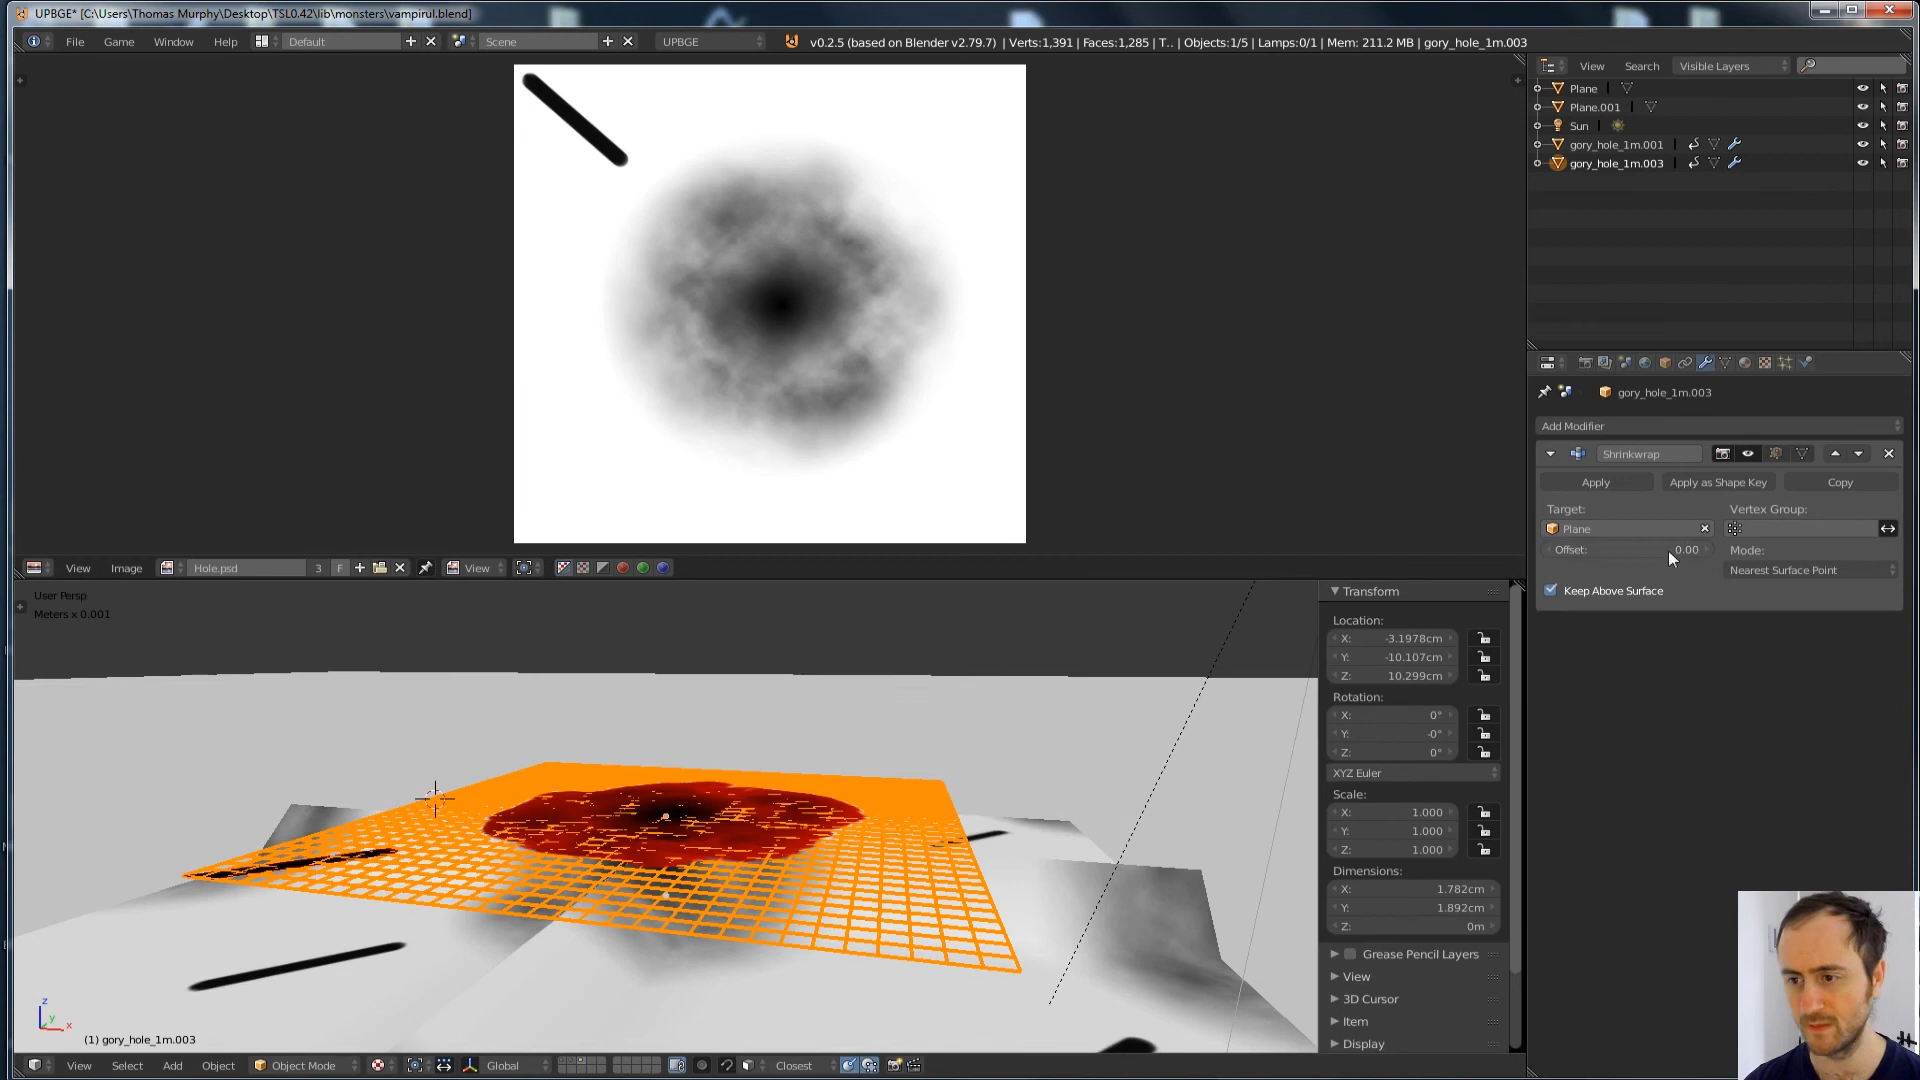 UPBGE* [C:\Users\Thomas Murphy\Desktop\TSL0.42\lib\monsters\vampirul.blend]
File Game Window Help Default Scene UPBGE v0.2.5 (based on Blender v2.79.7) | Verts:1,391 | Faces:1,285 | T.. | Objects:1/5 | Lamps:0/1 | Mem: 211.2 MB | gory_hole_1m.003
View Search Visible Layers
Plane
Plane.001
Sun
gory_hole_1m.001
gory_hole_1m.003
gory_hole_1m.003
Add Modifier
Shrinkwrap
Apply Apply as Shape Key Copy
Target: Vertex Group:
Plane
Offset: 0.00 Mode:
Nearest Surface Point
Keep Above Surface
View Image Hole.psd 3 F View
User Persp
Meters x 0.001
Transform
Location:
X: -3.1978cm
Y: -10.107cm
Z: 10.299cm
Rotation:
X: 0°
Y: -0°
Z: 0°
XYZ Euler
Scale:
X: 1.000
Y: 1.000
Z: 1.000
Dimensions:
X: 1.782cm
Y: 1.892cm
Z: 0m
Grease Pencil Layers
View
3D Cursor
Item
Display
z
y
x
(1) gory_hole_1m.003
View Select Add Object Object Mode Global Closest